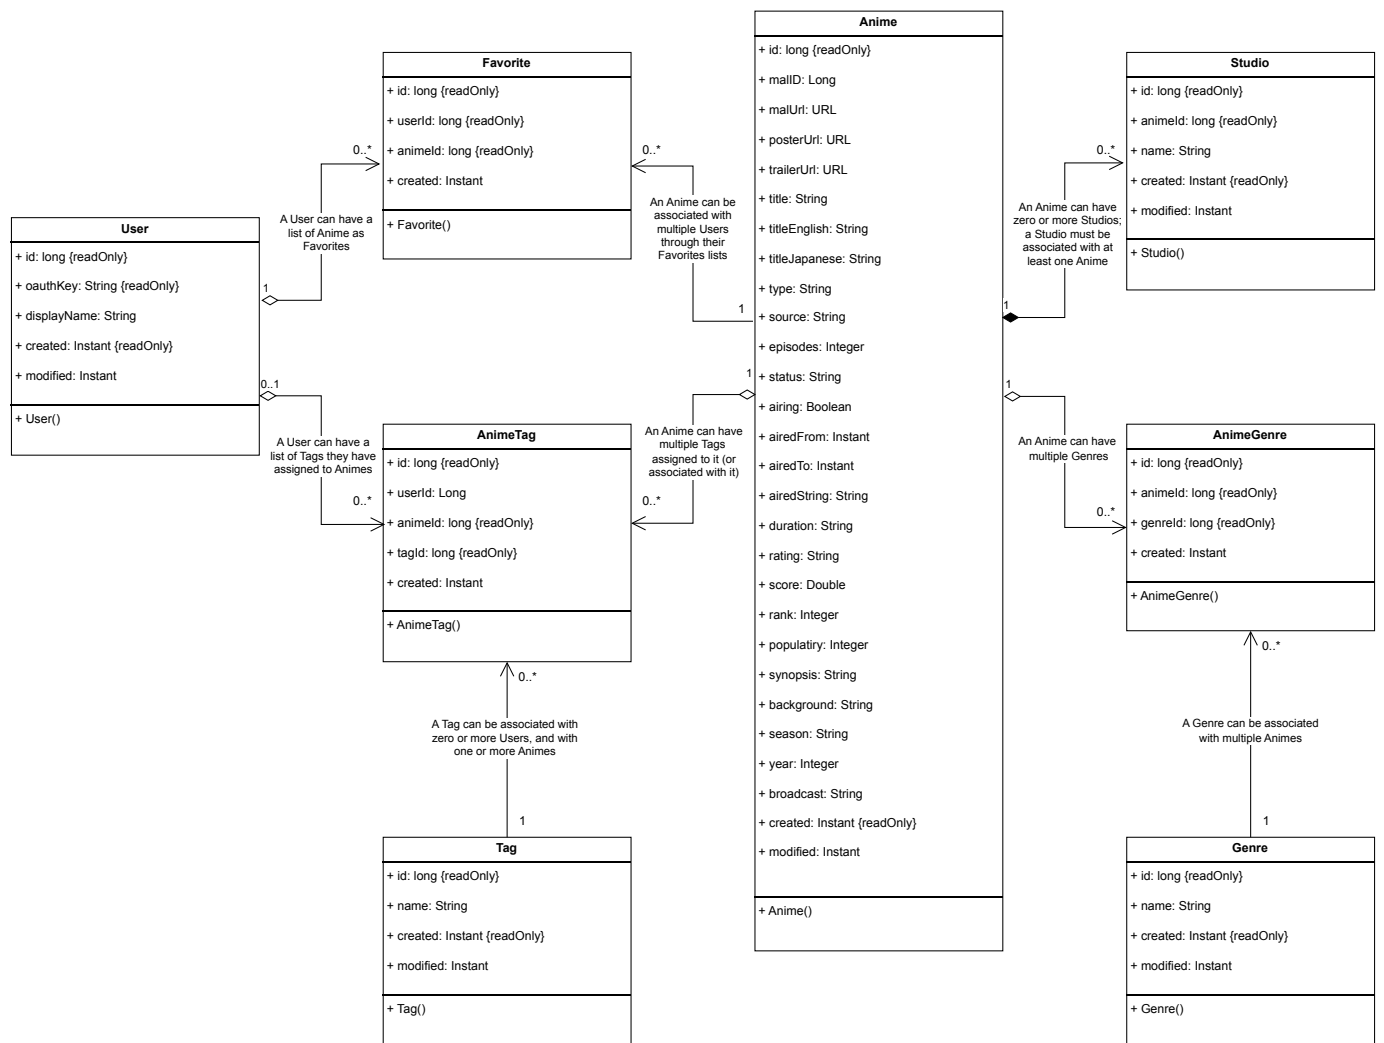 Anime
+ id: long {readOnly}
+ malID: Long
+ malUrl: URL
+ posterUrl: URL
+ trailerUrl: URL
+ title: String
+ titleEnglish: String
+ titleJapanese: String
+ type: String
+ source: String
+ episodes: Integer
+ status: String
+ airing: Boolean
+ airedFrom: Instant
+ airedTo: Instant
+ airedString: String
+ duration: String
+ rating: String
+ score: Double
+ rank: Integer
+ populatiry: Integer
+ synopsis: String
+ background: String
+ season: String
+ year: Integer
+ broadcast: String
+ created: Instant {readOnly}
+ modified: Instant
+ Anime()
Favorite
+ id: long {readOnly}
+ userId: long {readOnly}
+ animeId: long {readOnly}
+ created: Instant
+ Favorite()
Studio
+ id: long {readOnly}
+ animeId: long {readOnly}
+ name: String
+ created: Instant {readOnly}
+ modified: Instant
+ Studio()
User
+ id: long {readOnly}
+ oauthKey: String {readOnly}
+ displayName: String
+ created: Instant {readOnly}
+ modified: Instant
+ User()
AnimeTag
+ id: long {readOnly}
+ userId: Long
+ animeId: long {readOnly}
+ tagId: long {readOnly}
+ created: Instant
+ AnimeTag()
AnimeGenre
+ id: long {readOnly}
+ animeId: long {readOnly}
+ genreId: long {readOnly}
+ created: Instant
+ AnimeGenre()
Tag
+ id: long {readOnly}
+ name: String
+ created: Instant {readOnly}
+ modified: Instant
+ Tag()
Genre
+ id: long {readOnly}
+ name: String
+ created: Instant {readOnly}
+ modified: Instant
+ Genre()
0..*
A User can have a
list of Anime as
Favorites
1
0..*
An Anime can be
associated with
multiple Users
through their
Favorites lists
1
0..*
An Anime can have
zero or more Studios;
a Studio must be
associated with at
least one Anime
1
0..1
A User can have a
list of Tags they have
assigned to Animes
0..*
1
An Anime can have
multiple Tags
assigned to it (or
associated with it)
0..*
1
An Anime can have
multiple Genres
0..*
0..*
A Tag can be associated with
zero or more Users, and with
one or more Animes
1
0..*
A Genre can be associated
with multiple Animes
1